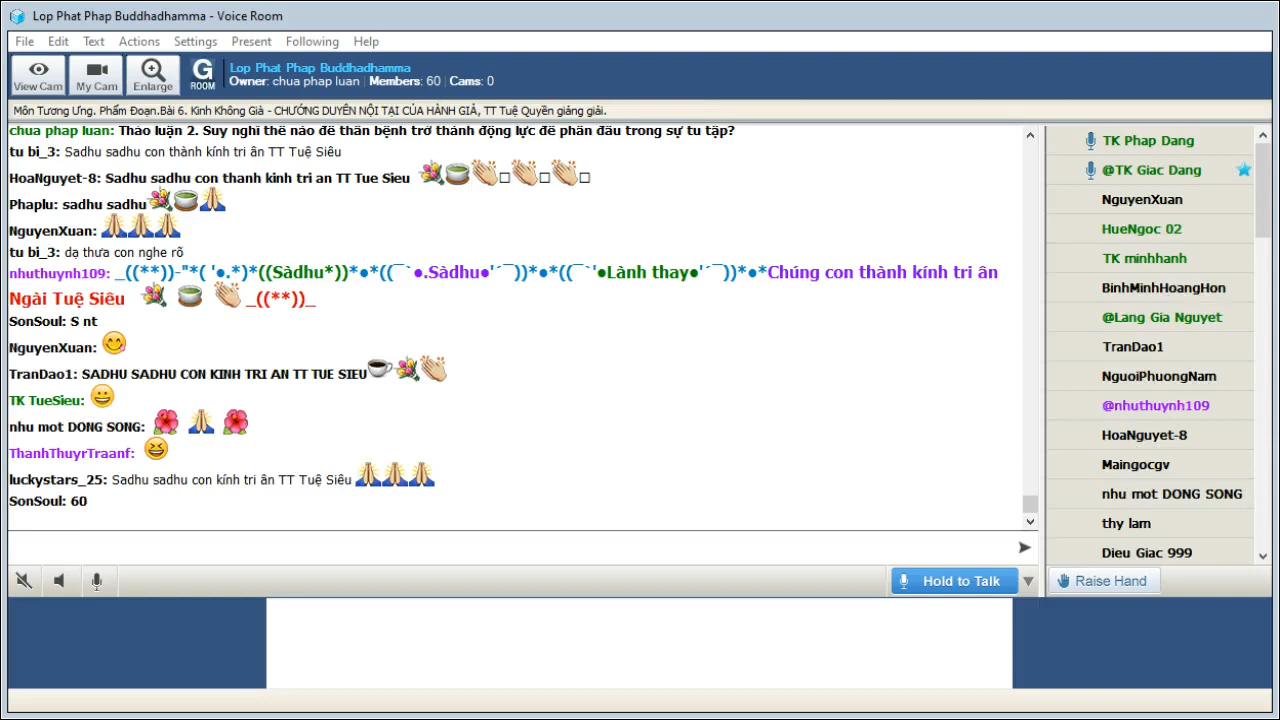 Lop Phat Phap Buddhadhamma - Voice Room
File Edit Text Actions Settings Present Following Help
View Cam My Cam Enlarge G ROOM
Lop Phat Phap Buddhadhamma
Owner: chua phap luan | Members: 60 | Cams: 0
Môn Tương Ưng. Phẩm Đoạn.Bài 6. Kinh Không Già - CHƯỚNG DUYÊN NỘI TẠI CỦA HÀNH GIẢ, TT Tuệ Quyền giảng giải.
chua phap luan: Thảo luận 2. Suy nghĩ thế nào để thân bệnh trở thành động lực để phấn đấu trong sự tu tập?
tu bi_3: Sadhu sadhu con thành kính tri ân TT Tuệ Siêu
HoaNguyet-8: Sadhu sadhu con thanh kinh tri an TT Tue Sieu 💐🍵👏🏻□👏🏻□👏🏻□
Phaplu: sadhu sadhu💐🍵🙏
NguyenXuan: 🙏🙏🙏
tu bi_3: dạ thưa con nghe rõ
nhuthuynh109: _((**))-"*( '●.*)*((Sàdhu*))*●*((¯`●.Sàdhu●'´¯))*●*((¯`'●Lành thay●'´¯))*●*Chúng con thành kính tri ân
Ngài Tuệ Siêu 💐 🍵 👏🏻 _((**))_
SonSoul: S nt
NguyenXuan: 😋
TranDao1: SADHU SADHU CON KINH TRI AN TT TUE SIEU☕💐👏🏻
TK TueSieu: 😀
nhu mot DONG SONG: 🌺 🙏 🌺
ThanhThuyrTraanf: 😆
luckystars_25: Sadhu sadhu con kính tri ân TT Tuệ Siêu 🙏🙏🙏
SonSoul: 60
Hold to Talk
TK Phap Dang
@TK Giac Dang
NguyenXuan
HueNgoc 02
TK minhhanh
BinhMinhHoangHon
@Lang Gia Nguyet
TranDao1
NguoiPhuongNam
@nhuthuynh109
HoaNguyet-8
Maingocgv
nhu mot DONG SONG
thy lam
Dieu Giac 999
Raise Hand